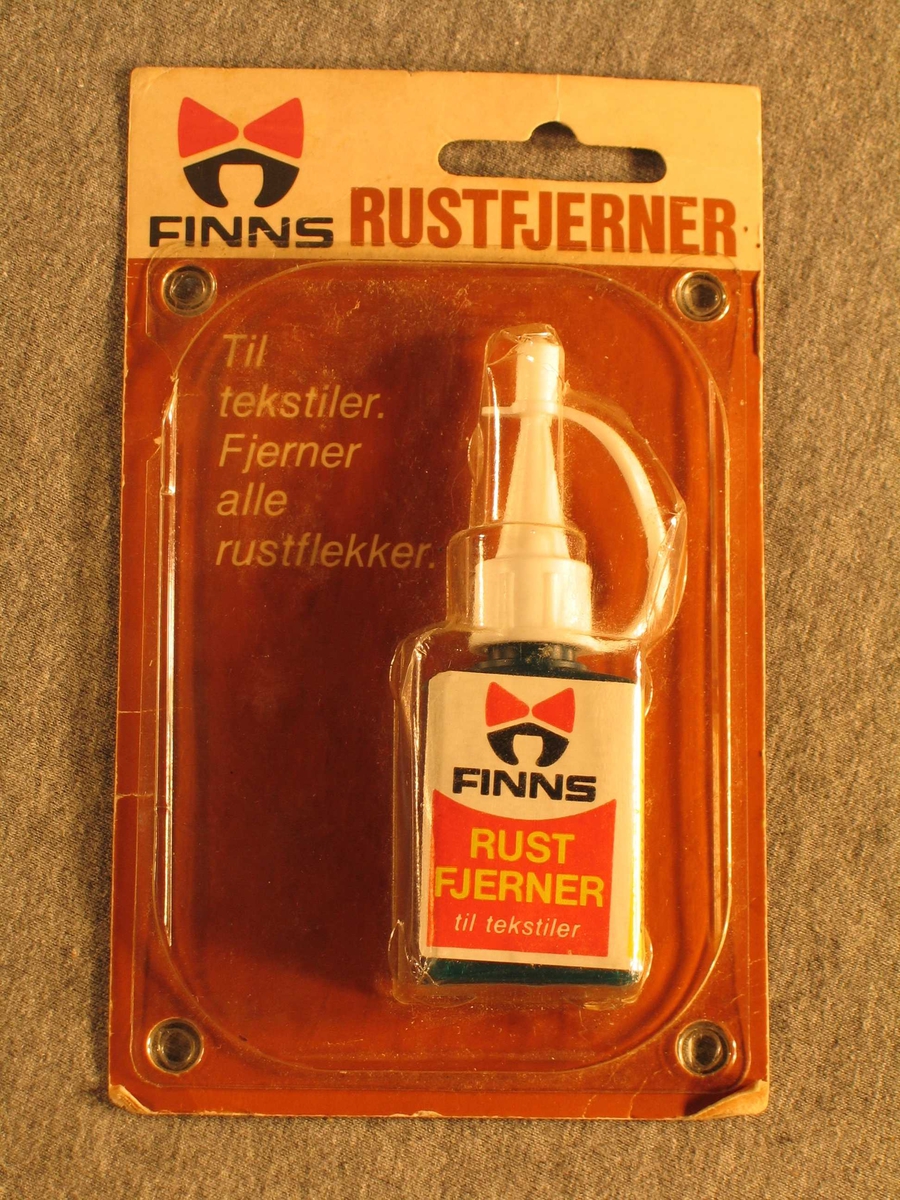 FINNS
RUSTFJERNER
Til
tekstiler.
Fjerner
alle
rustflekker.
FINNS
RUST
FJERNER
til tekstiler